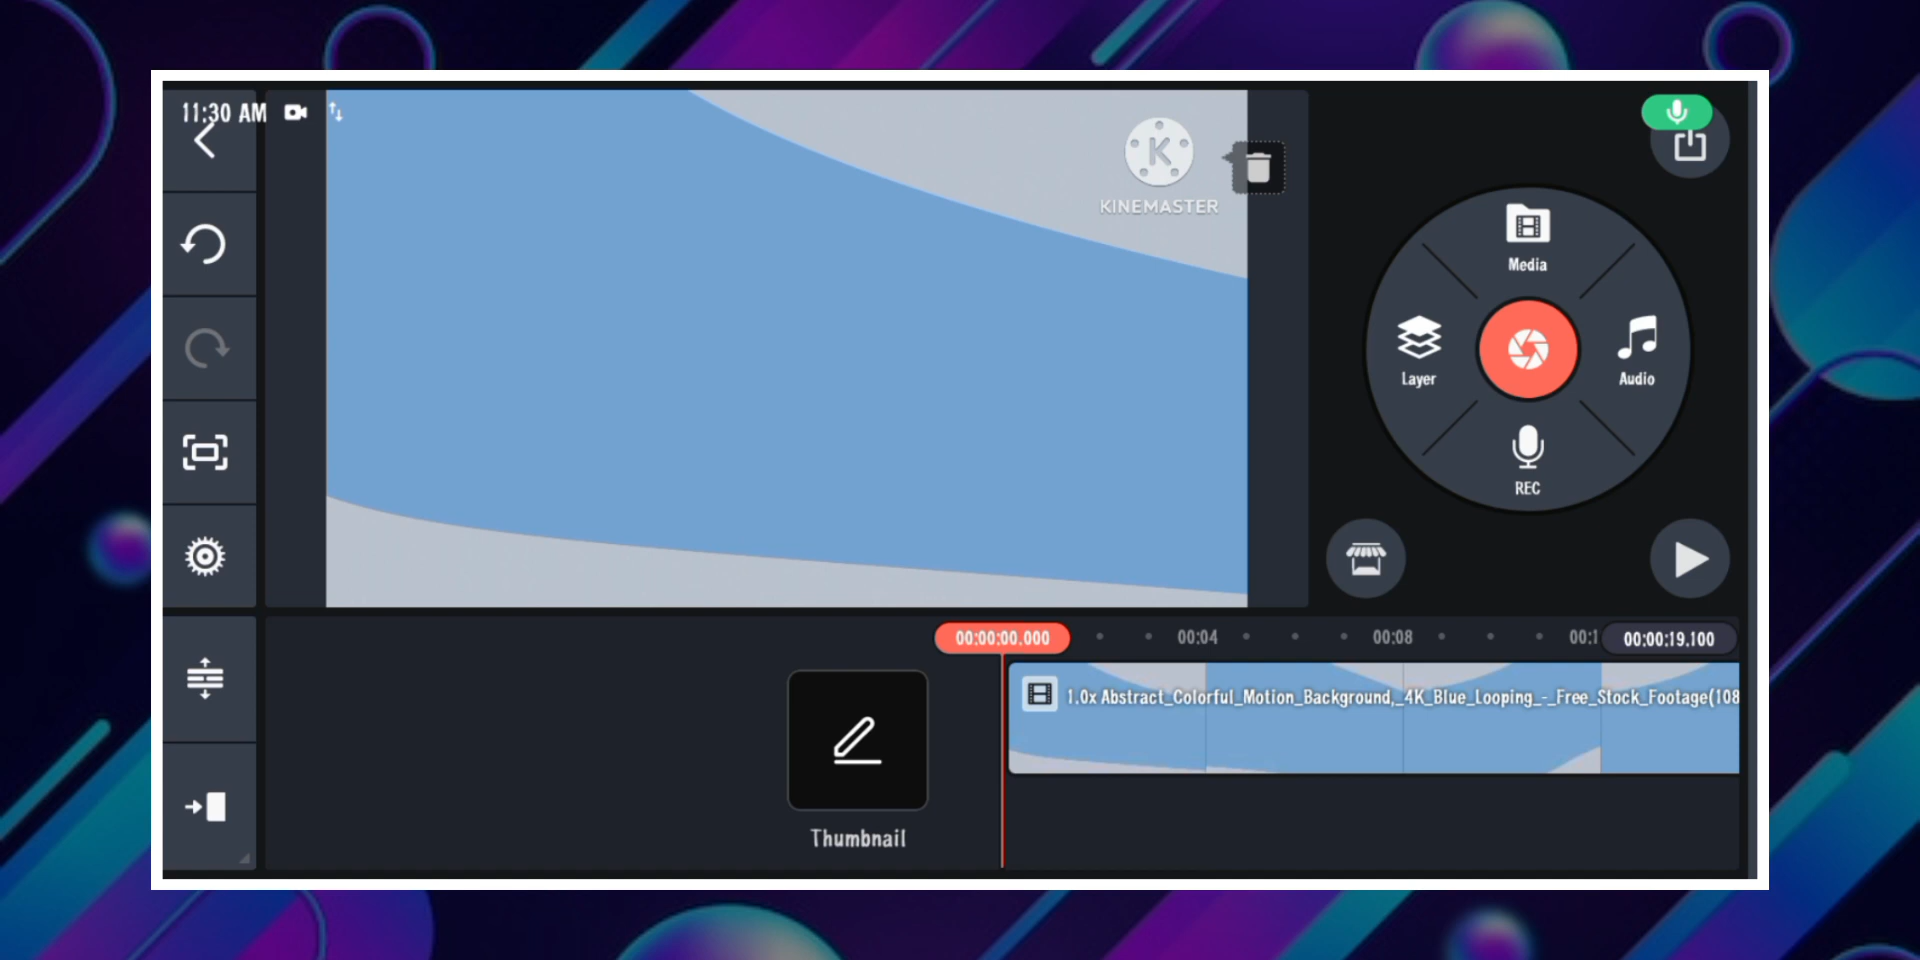 11:30 AM
KINEMASTER
Media
Layer
Audio
REC
00:00:00.000
00:04
00:08
00:1
00:00:19.100
1.0x Abstract_Colorful_Motion_Background,_4K_Blue_Looping_-_Free_Stock_Footage(108
Thumbnail